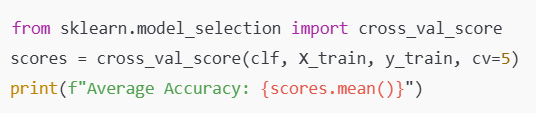 from sklearn.model_selection import cross_val_score
scores = cross_val_score(clf, X_train, y_train, cv=5)
print(f"Average Accuracy: {scores.mean()}")